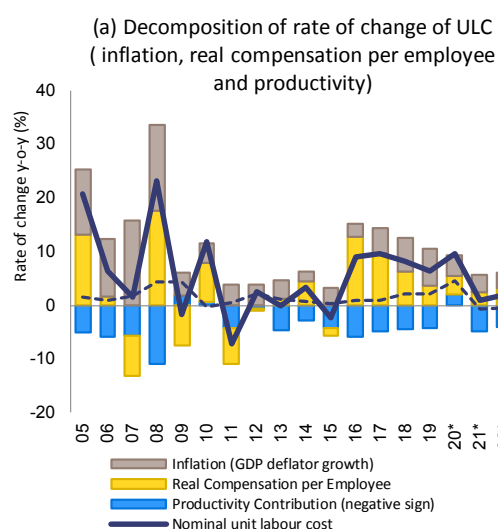 (a) Decomposition of rate of change of ULC
( inflation, real compensation per employee
and productivity)
Rate of change y-o-y (%)
40
30
20
10
0
-10
-20
05 06 07 08 09 10 11 12 13 14 15 16 17 18 19 20* 21*
Inflation (GDP deflator growth)
Real Compensation per Employee
Productivity Contribution (negative sign)
Nominal unit labour cost